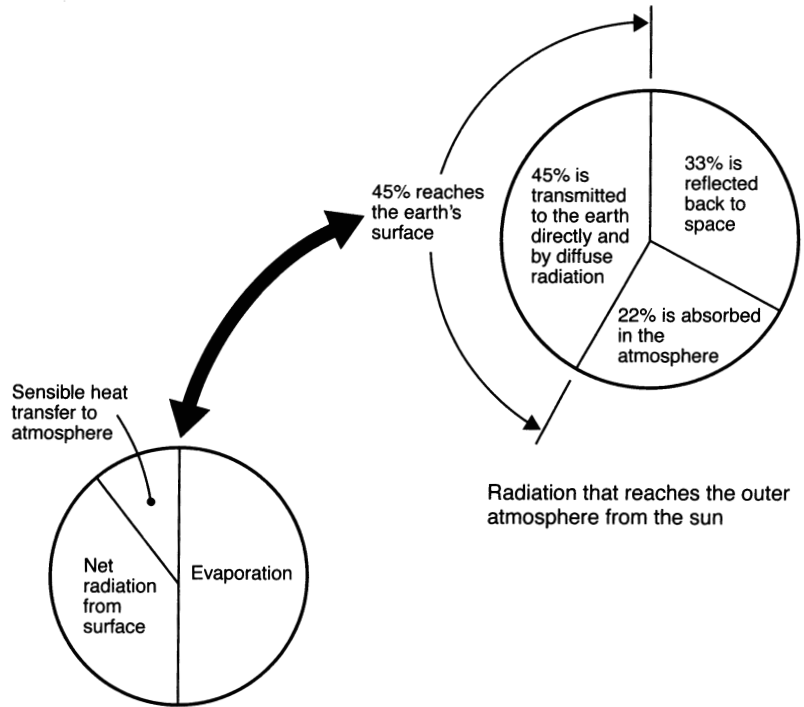 45% is
transmitted
to the earth
directly and
by diffuse
radiation
33% is
reflected
back to
space
22% is absorbed
in the
atmosphere
45% reaches
the earth's
surface
Radiation that reaches the outer
atmosphere from the sun
Sensible heat
transfer to
atmosphere
Net
radiation
from
surface
Evaporation